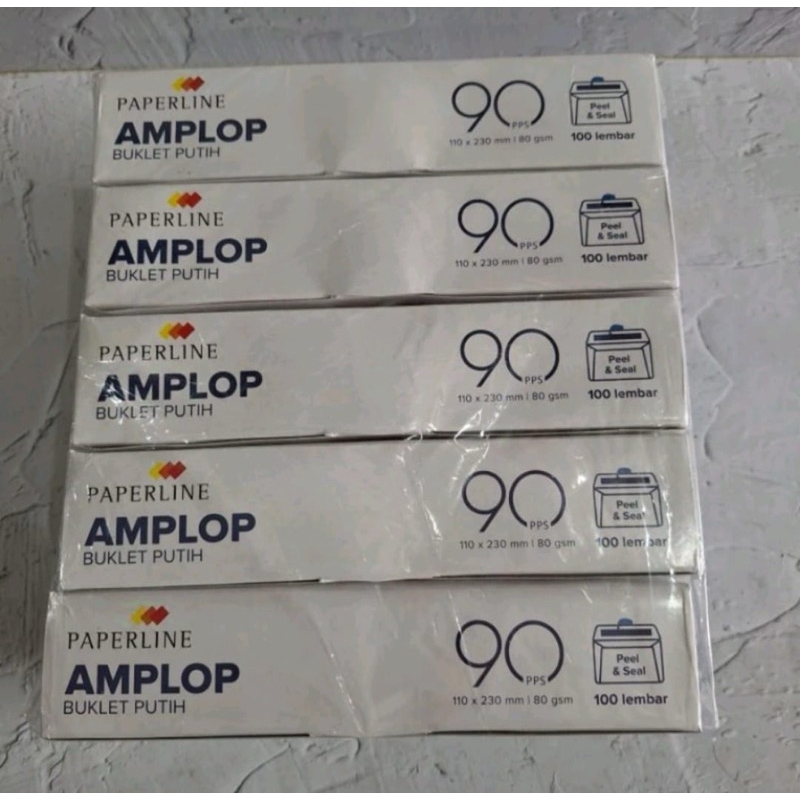 PAPERLINE
AMPLOP
BUKLET PUTIH
90 PPS
110 x 230 mm | 80 gsm
Peel
& Seal
100 lembar
PAPERLINE
AMPLOP
BUKLET PUTIH
90 PPS
110 x 230 mm | 80 gsm
Peel
& Seal
100 lembar
PAPERLINE
AMPLOP
BUKLET PUTIH
90 PPS
110 x 230 mm | 80 gsm
Peel
& Seal
100 lembar
PAPERLINE
AMPLOP
BUKLET PUTIH
90 PPS
110 x 230 mm | 80 gsm
Peel
& Seal
100 lembar
PAPERLINE
AMPLOP
BUKLET PUTIH
90 PPS
110 x 230 mm | 80 gsm
Peel
& Seal
100 lembar